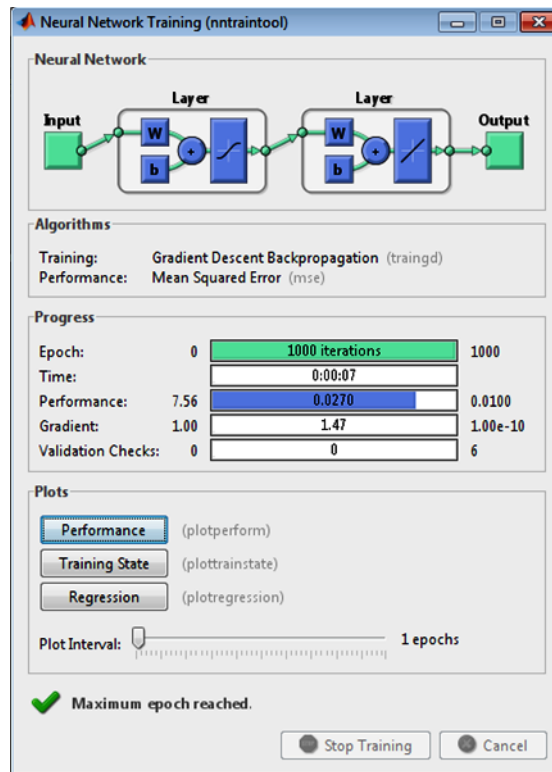 Neural Network Training (nntraintool)
Neural Network
Layer Layer
Input Output
W W
b b
+ +
Algorithms
Training: Gradient Descent Backpropagation (traingd)
Performance: Mean Squared Error (mse)
Progress
Epoch: 0 1000 iterations 1000
Time: 0:00:07
Performance: 7.56 0.0270 0.0100
Gradient: 1.00 1.47 1.00e-10
Validation Checks: 0 0 6
Plots
Performance (plotperform)
Training State (plottrainstate)
Regression (plotregression)
Plot Interval: 1 epochs
Maximum epoch reached.
Stop Training Cancel